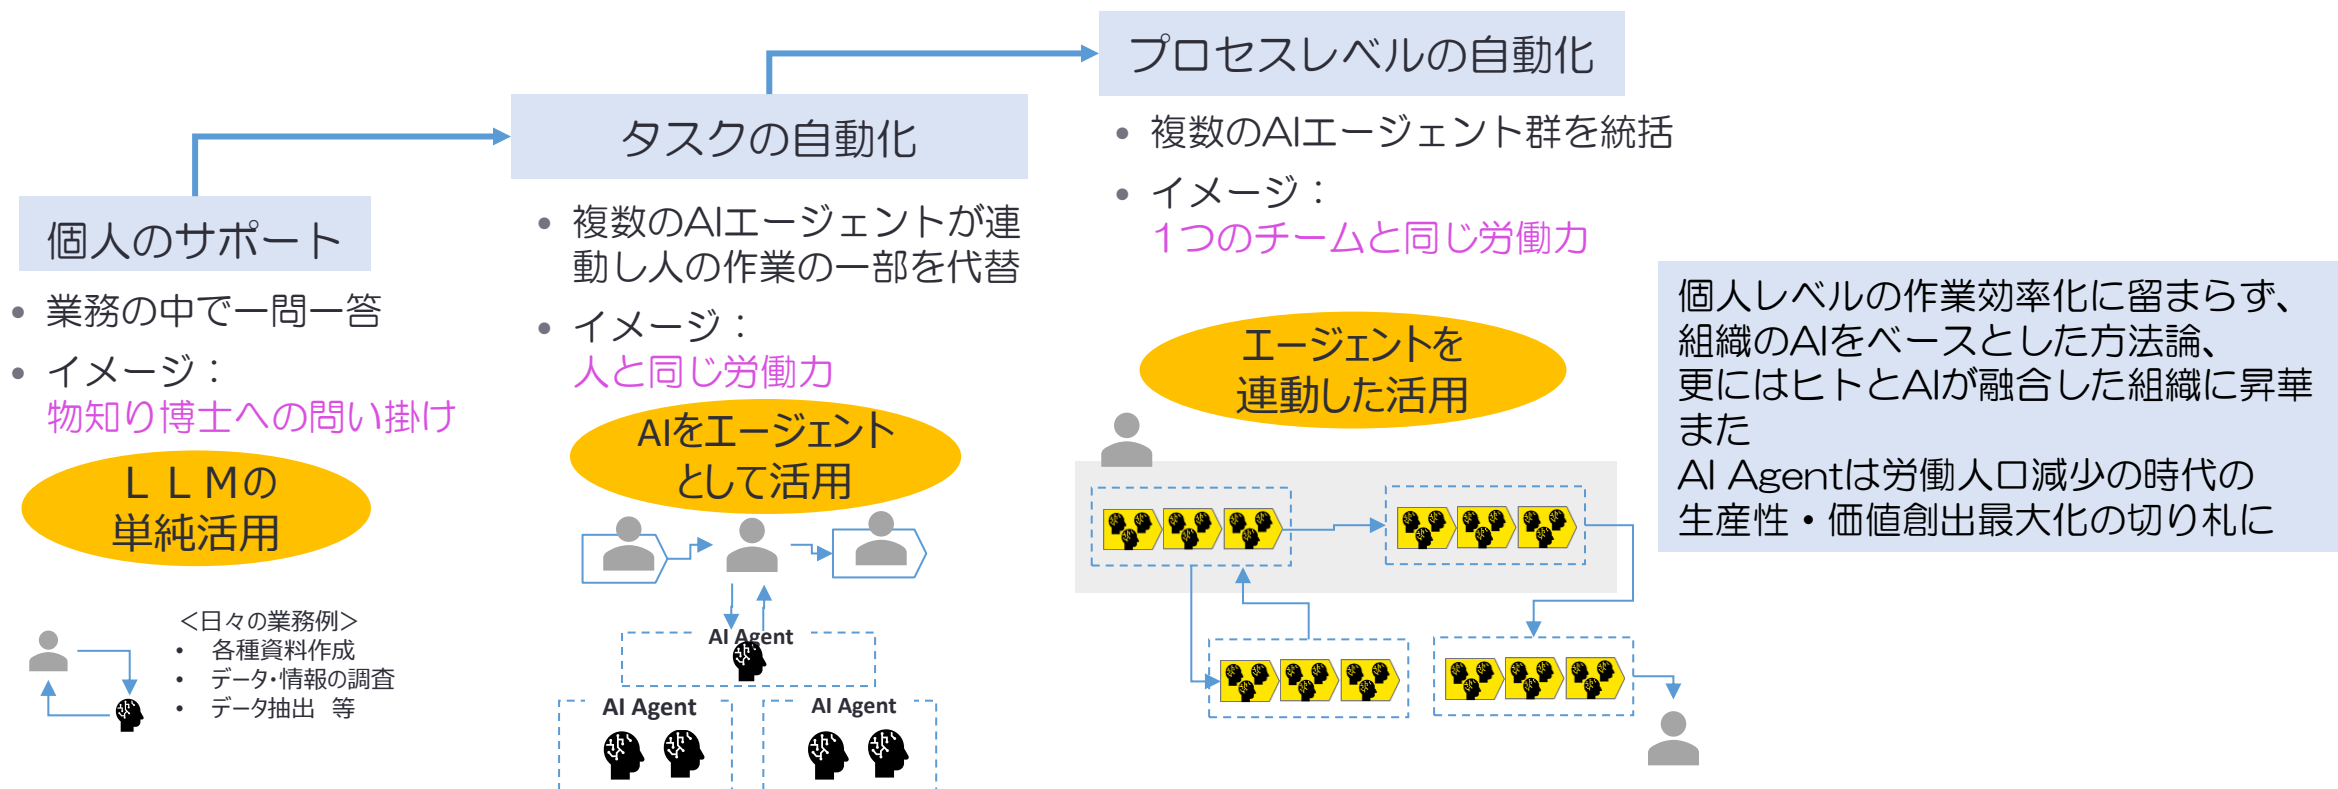 個人のサポート
• 業務の中で一問一答
• イメージ：
物知り博士への問い掛け
ＬＬＭの
単純活用
＜日々の業務例＞
• 各種資料作成
• データ・情報の調査
• データ抽出　等
タスクの自動化
• 複数のAIエージェントが連
動し人の作業の一部を代替
• イメージ：
人と同じ労働力
AIをエージェント
として活用
AI Agent
AI Agent
AI Agent
プロセスレベルの自動化
• 複数のAIエージェント群を統括
• イメージ：
1つのチームと同じ労働力
エージェントを
連動した活用
個人レベルの作業効率化に留まらず、
組織のAIをベースとした方法論、
更にはヒトとAIが融合した組織に昇華
また
AI Agentは労働人口減少の時代の
生産性・価値創出最大化の切り札に